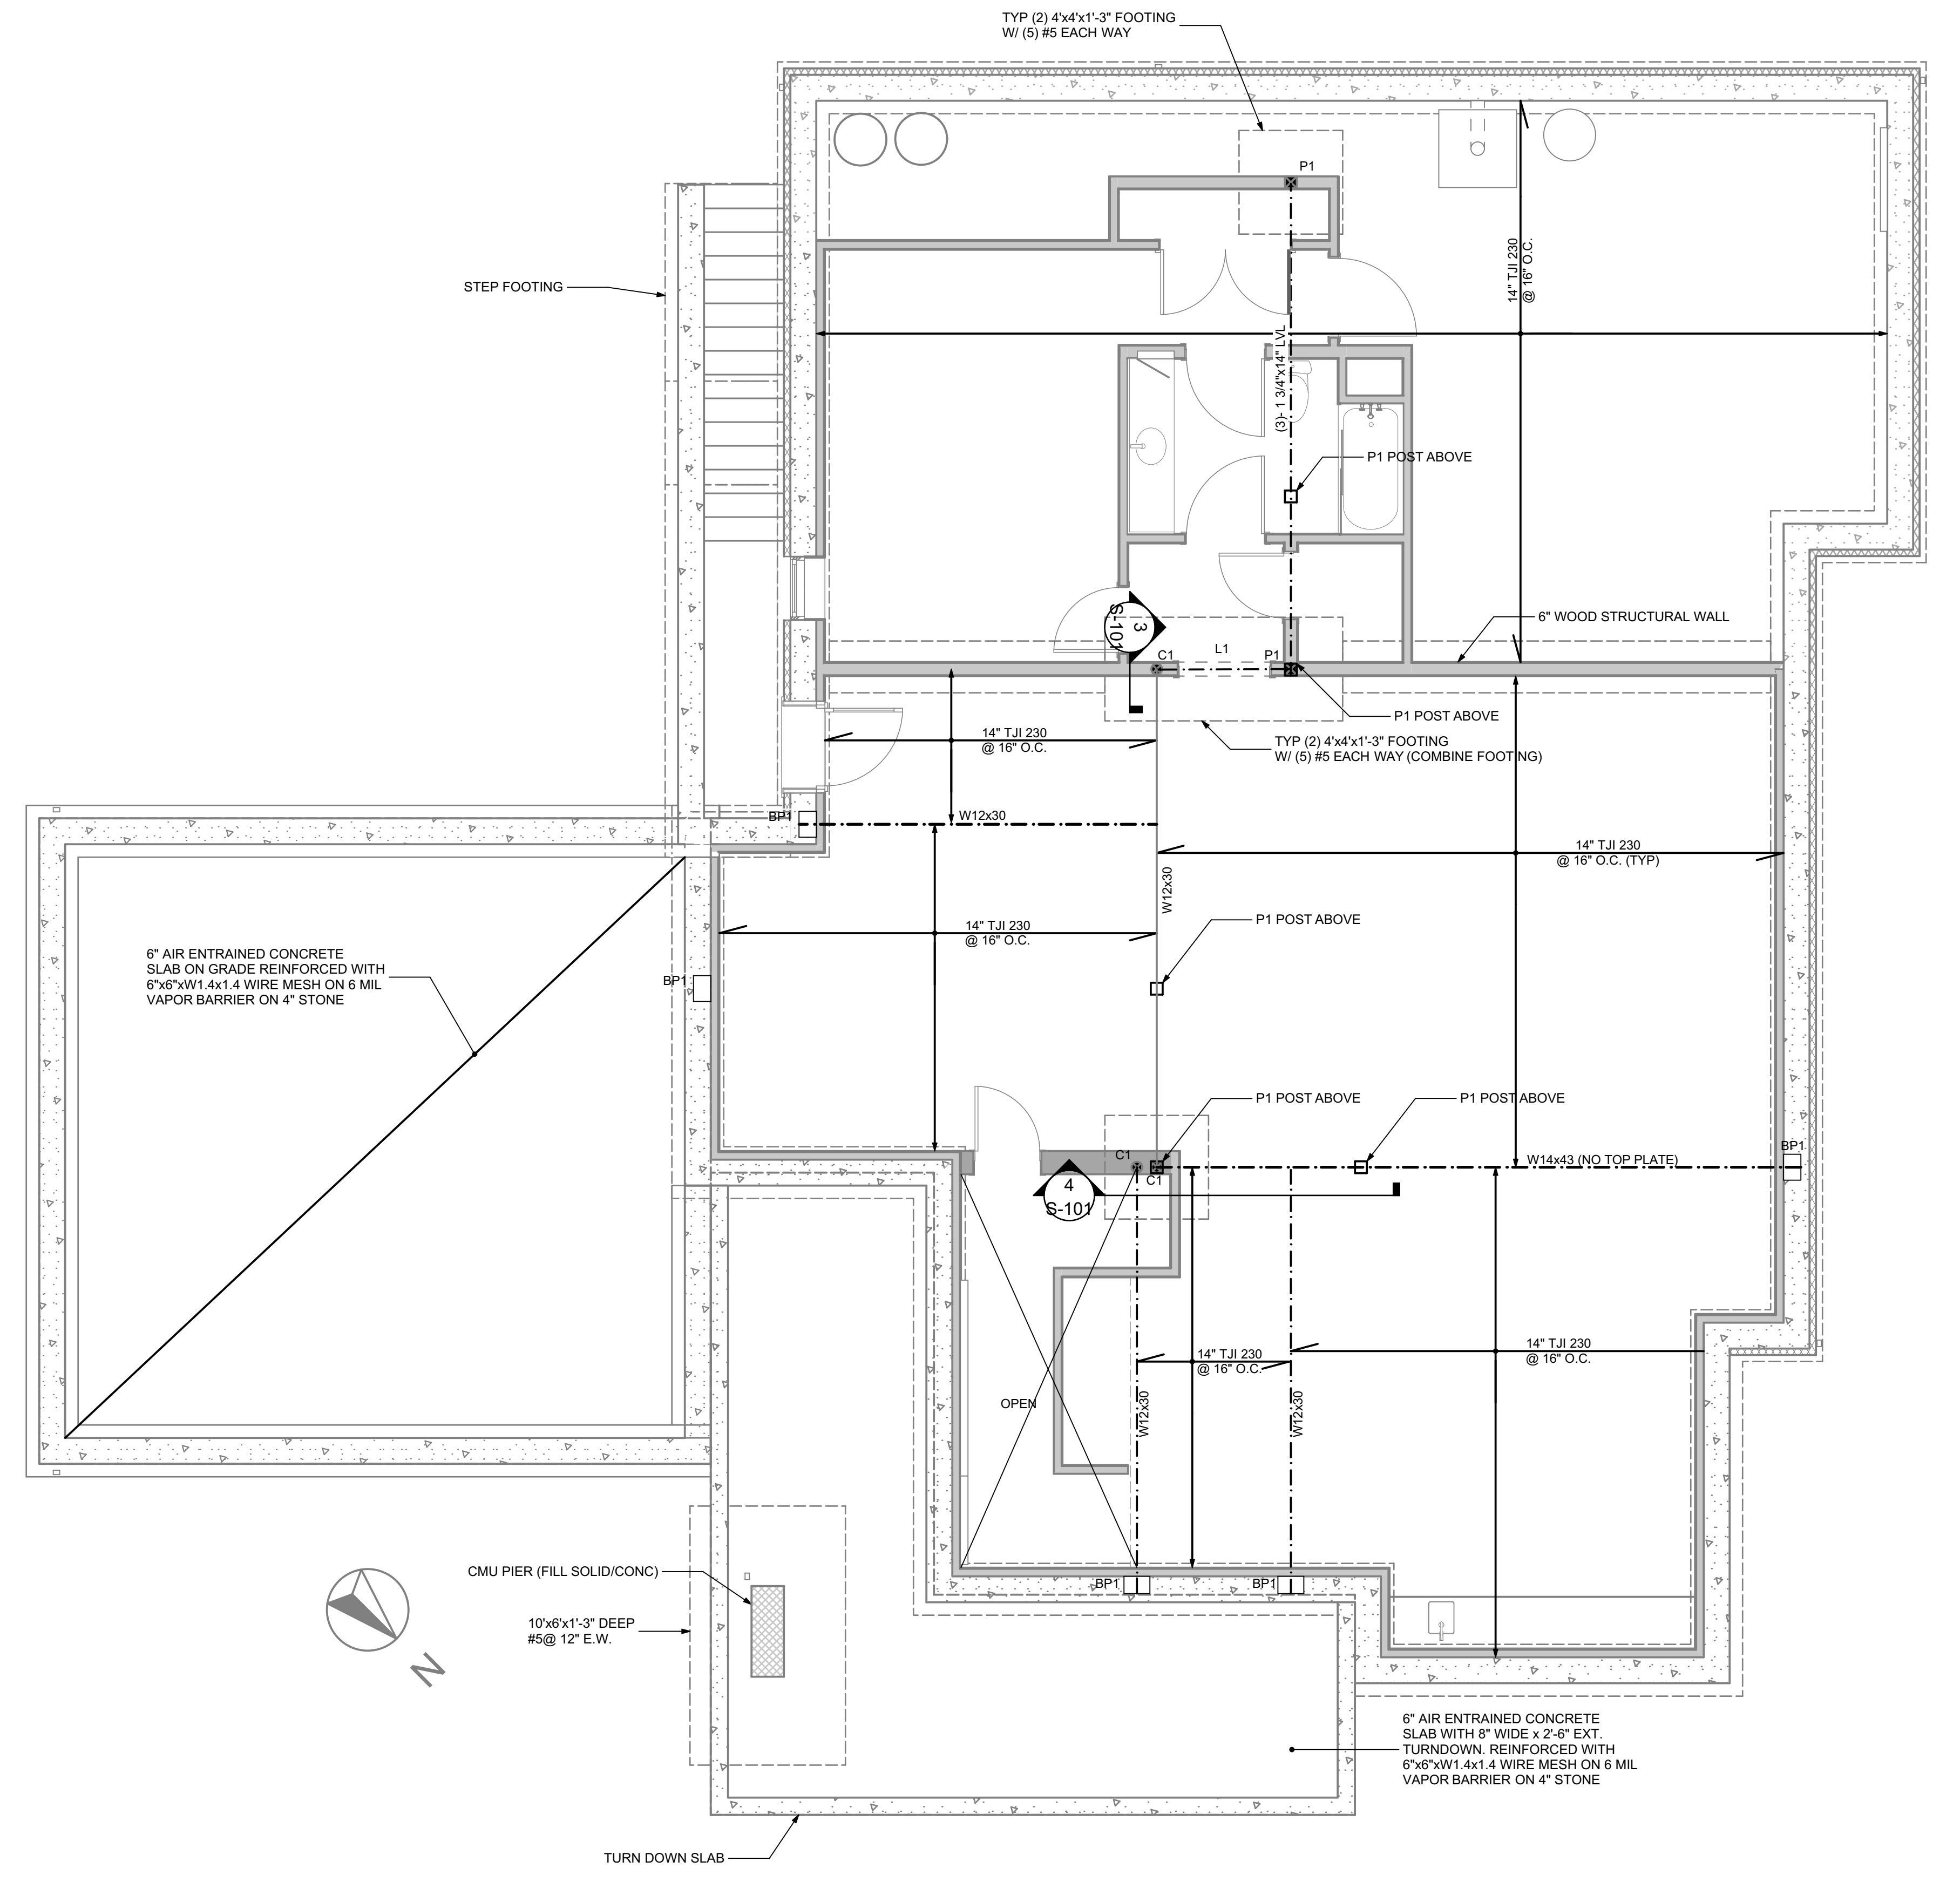 TYP (2) 4'x4'x1'-3" FOOTING
W/ (5) #5 EACH WAY
P1
STEP FOOTING
14" TJI 230
@ 16" O.C.
(3)- 1 3/4"x14" LVL
P1 POST ABOVE
3
S-101
6" WOOD STRUCTURAL WALL
C1
L1
P1
P1 POST ABOVE
14" TJI 230
@ 16" O.C.
TYP (2) 4'x4'x1'-3" FOOTING
W/ (5) #5 EACH WAY (COMBINE FOOTING)
BP1
W12x30
14" TJI 230
@ 16" O.C. (TYP)
W12x30
P1 POST ABOVE
14" TJI 230
@ 16" O.C.
6" AIR ENTRAINED CONCRETE
SLAB ON GRADE REINFORCED WITH
6"x6"xW1.4x1.4 WIRE MESH ON 6 MIL
VAPOR BARRIER ON 4" STONE
BP1
P1 POST ABOVE
P1 POST ABOVE
C1
C1
W14x43 (NO TOP PLATE)
BP1
4
S-101
14" TJI 230
@ 16" O.C.
14" TJI 230
@ 16" O.C.
OPEN
W12x30
W12x30
CMU PIER (FILL SOLID/CONC)
BP1
BP1
10'x6'x1'-3" DEEP
#5@ 12" E.W.
N
6" AIR ENTRAINED CONCRETE
SLAB WITH 8" WIDE x 2'-6" EXT.
TURNDOWN. REINFORCED WITH
6"x6"xW1.4x1.4 WIRE MESH ON 6 MIL
VAPOR BARRIER ON 4" STONE
TURN DOWN SLAB